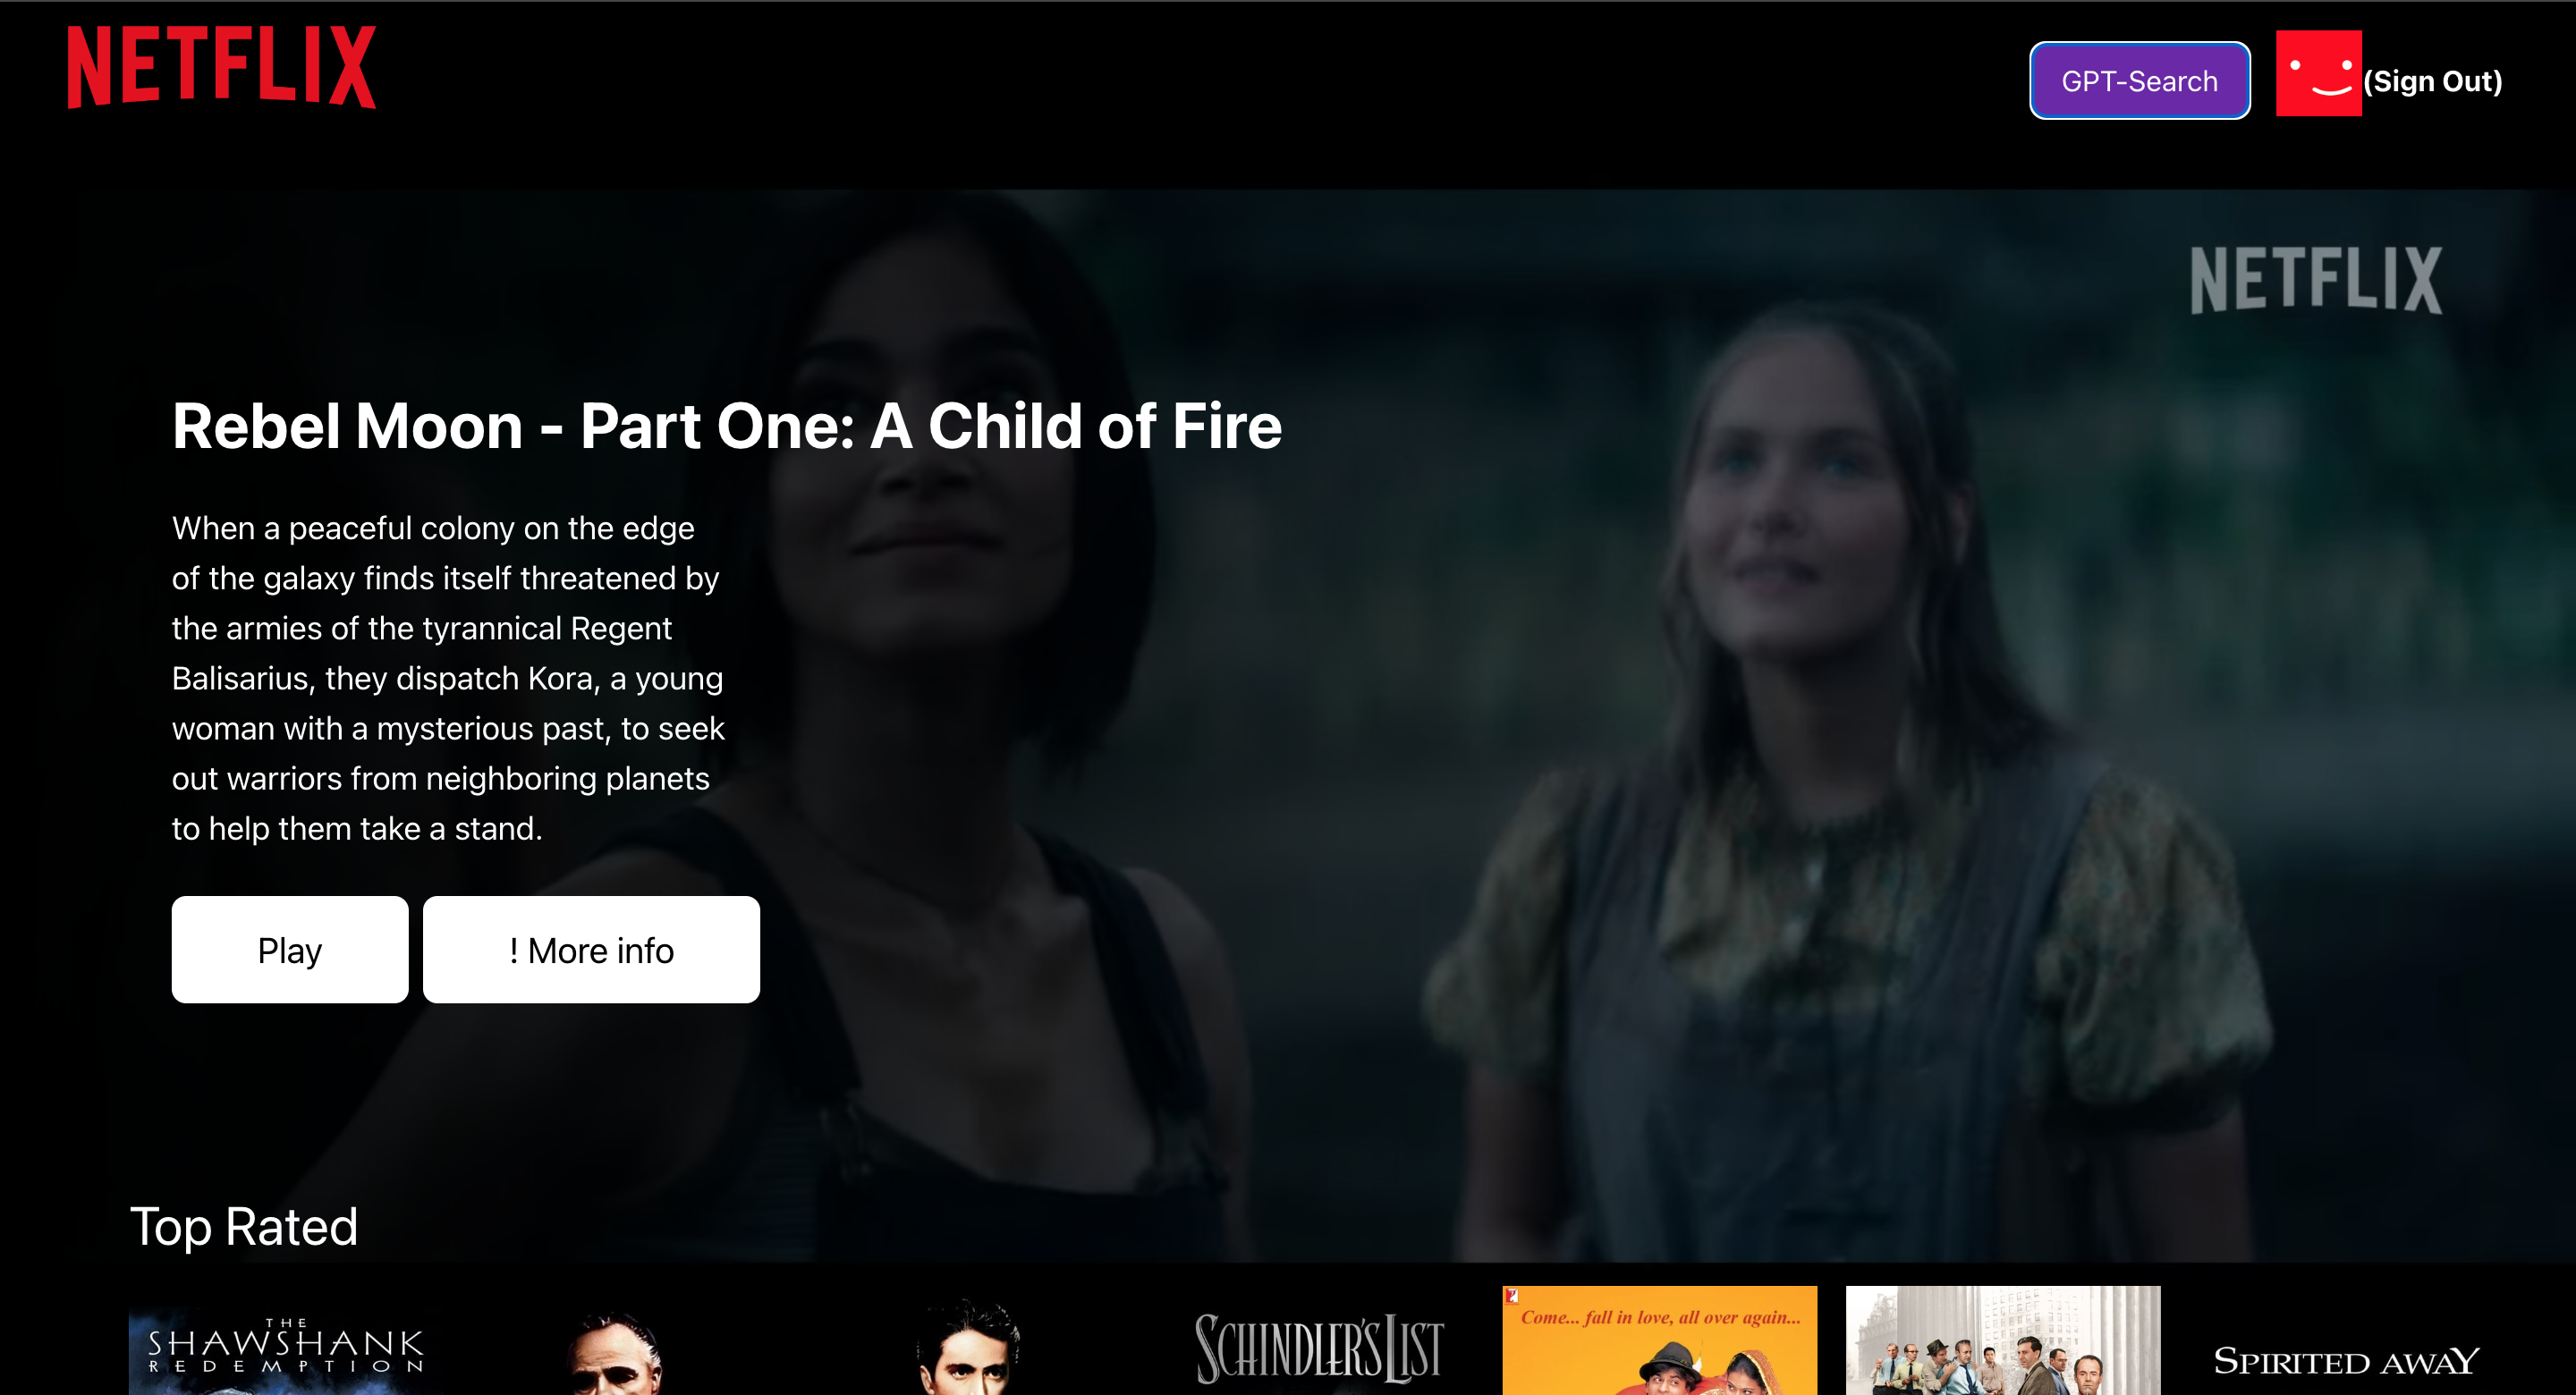 NETFLIX
GPT-Search
(Sign Out)
NETFLIX
Rebel Moon - Part One: A Child of Fire
When a peaceful colony on the edge
of the galaxy finds itself threatened by
the armies of the tyrannical Regent
Balisarius, they dispatch Kora, a young
woman with a mysterious past, to seek
out warriors from neighboring planets
to help them take a stand.
Play
! More info
Top Rated
THE
SHAWSHANK
REDEMPTION
SCHINDLER'S LIST
Come... fall in love, all over again...
SPIRITED AWAY